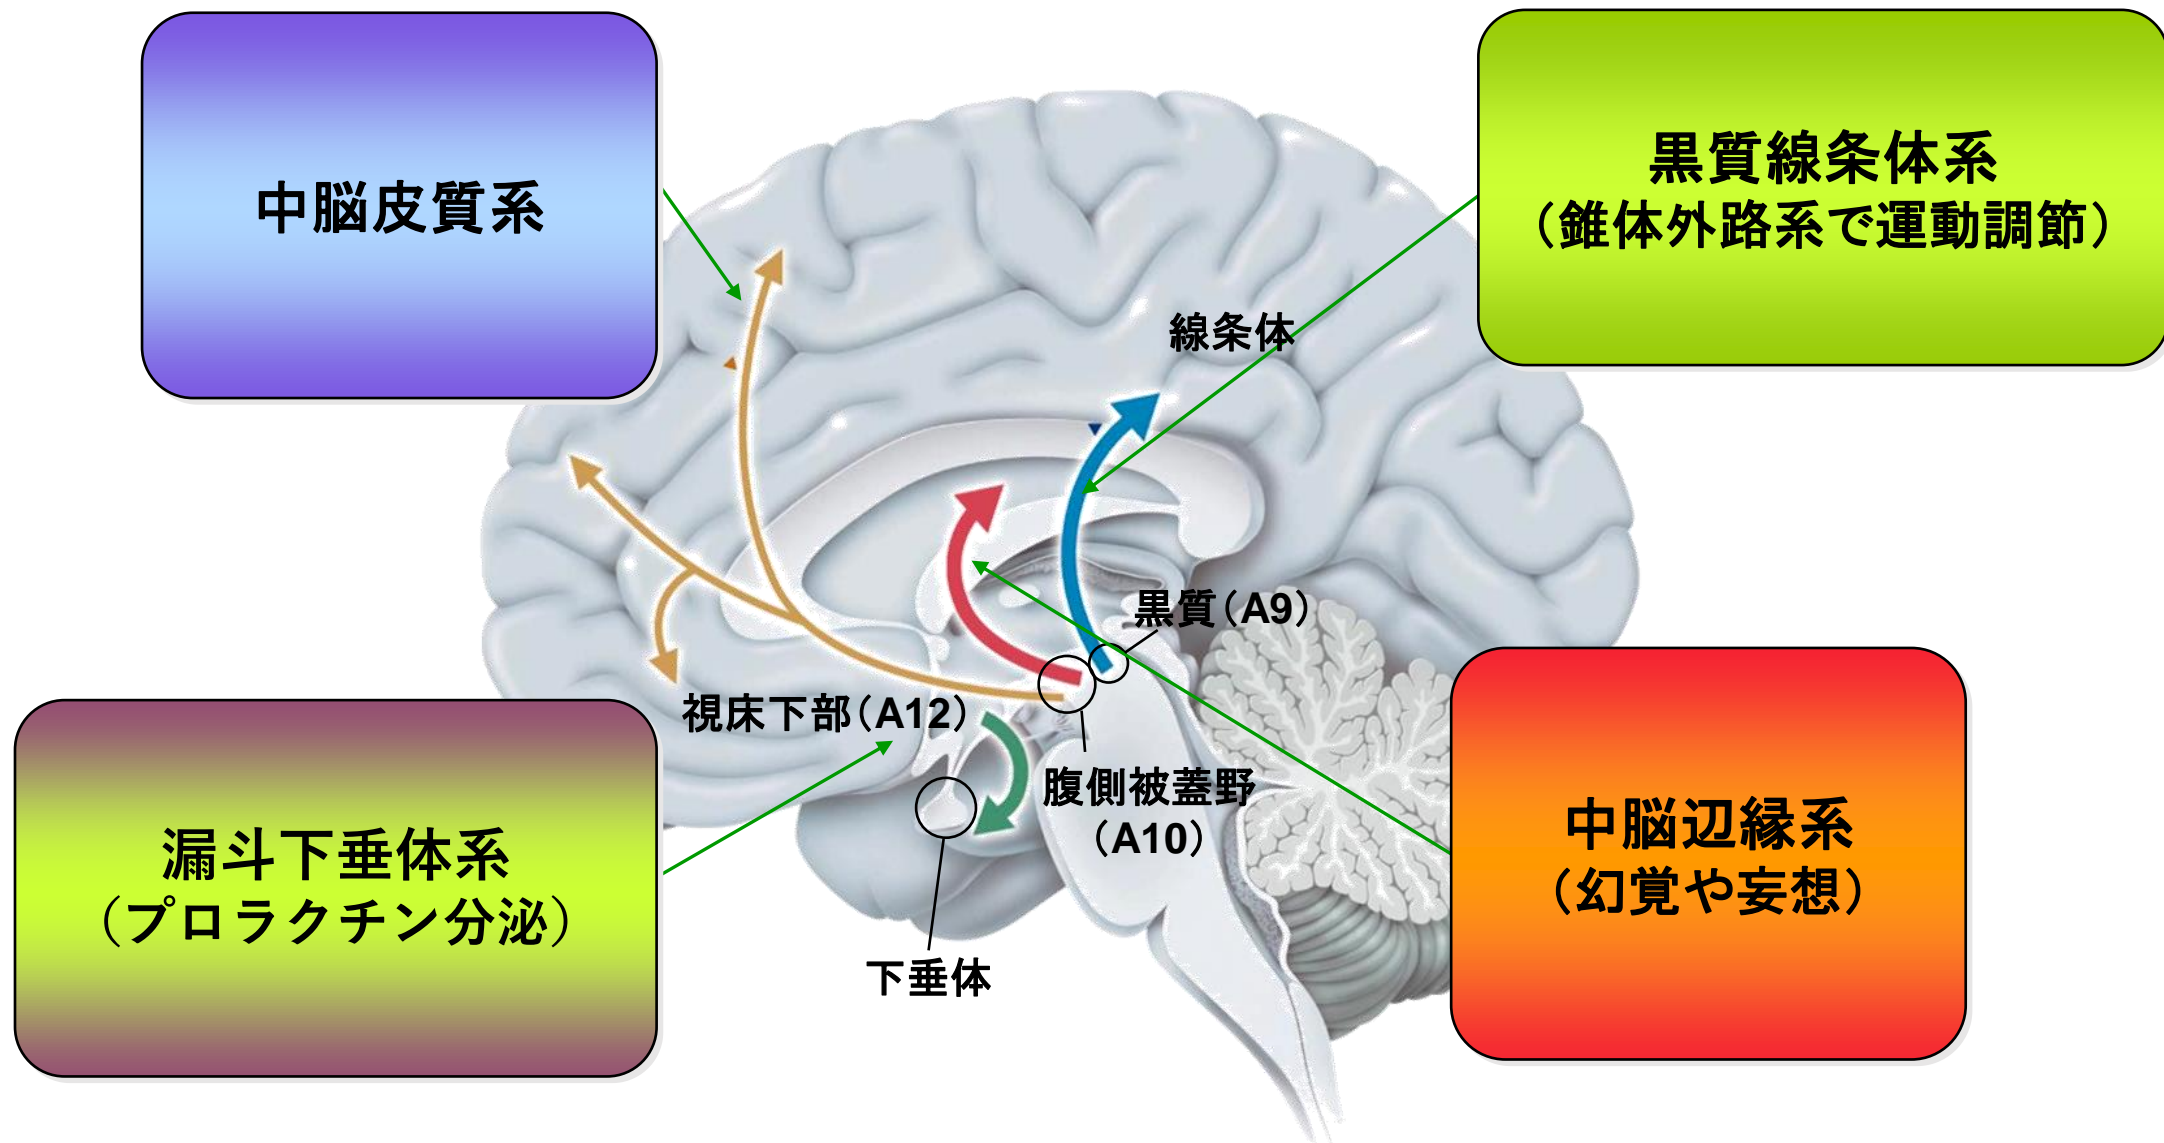 中脳皮質系
黒質線条体系
（錐体外路系で運動調節）
線条体
黒質（A9）
視床下部（A12）
腹側被蓋野
（A10）
漏斗下垂体系
（プロラクチン分泌）
中脳辺縁系
（幻覚や妄想）
下垂体